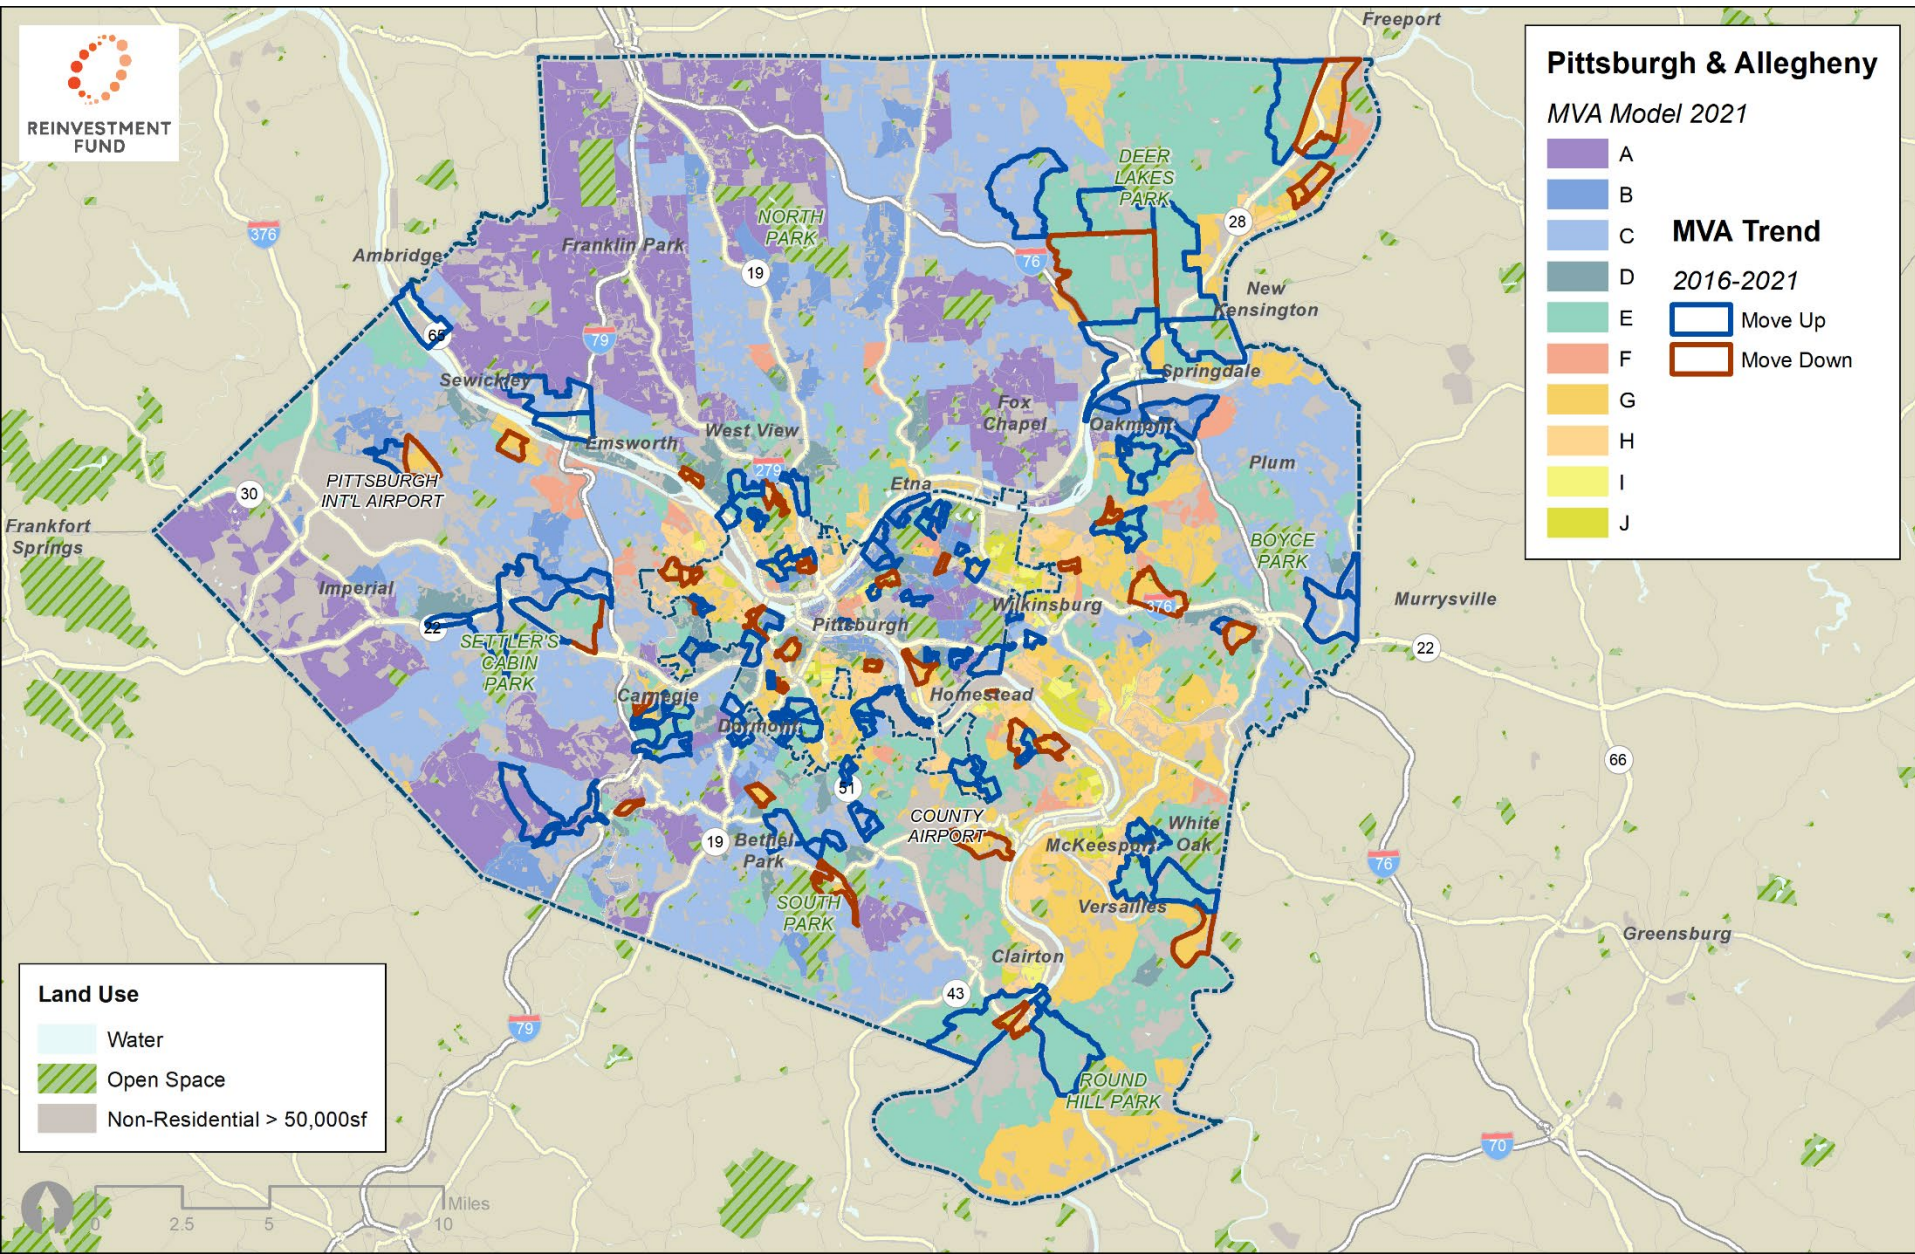 REINVESTMENT
FUND
Pittsburgh & Allegheny
MVA Model 2021
A
B
C
D
E
F
G
H
I
J
MVA Trend
2016-2021
Move Up
Move Down
Freeport
376
Ambridge
Franklin Park
NORTH
PARK
19
DEER
LAKES
PARK
28
76
New
Kensington
65
79
Sewickley
Springdale
Fox
Chapel
Oakmont
West View
Emsworth
279
Plum
PITTSBURGH
INT'L AIRPORT
30
Etna
Frankfort
Springs
BOYCE
PARK
Imperial
22
Wilkinsburg
376
Murrysville
Pittsburgh
SETTLER'S
CABIN
PARK
22
Carnegie
Homestead
Dormont
66
51
COUNTY
AIRPORT
White
Oak
19
Bethel
Park
McKeesport
76
SOUTH
PARK
Versailles
Greensburg
Clairton
43
79
ROUND
HILL PARK
70
Land Use
Water
Open Space
Non-Residential > 50,000sf
Miles
0
2.5
5
10